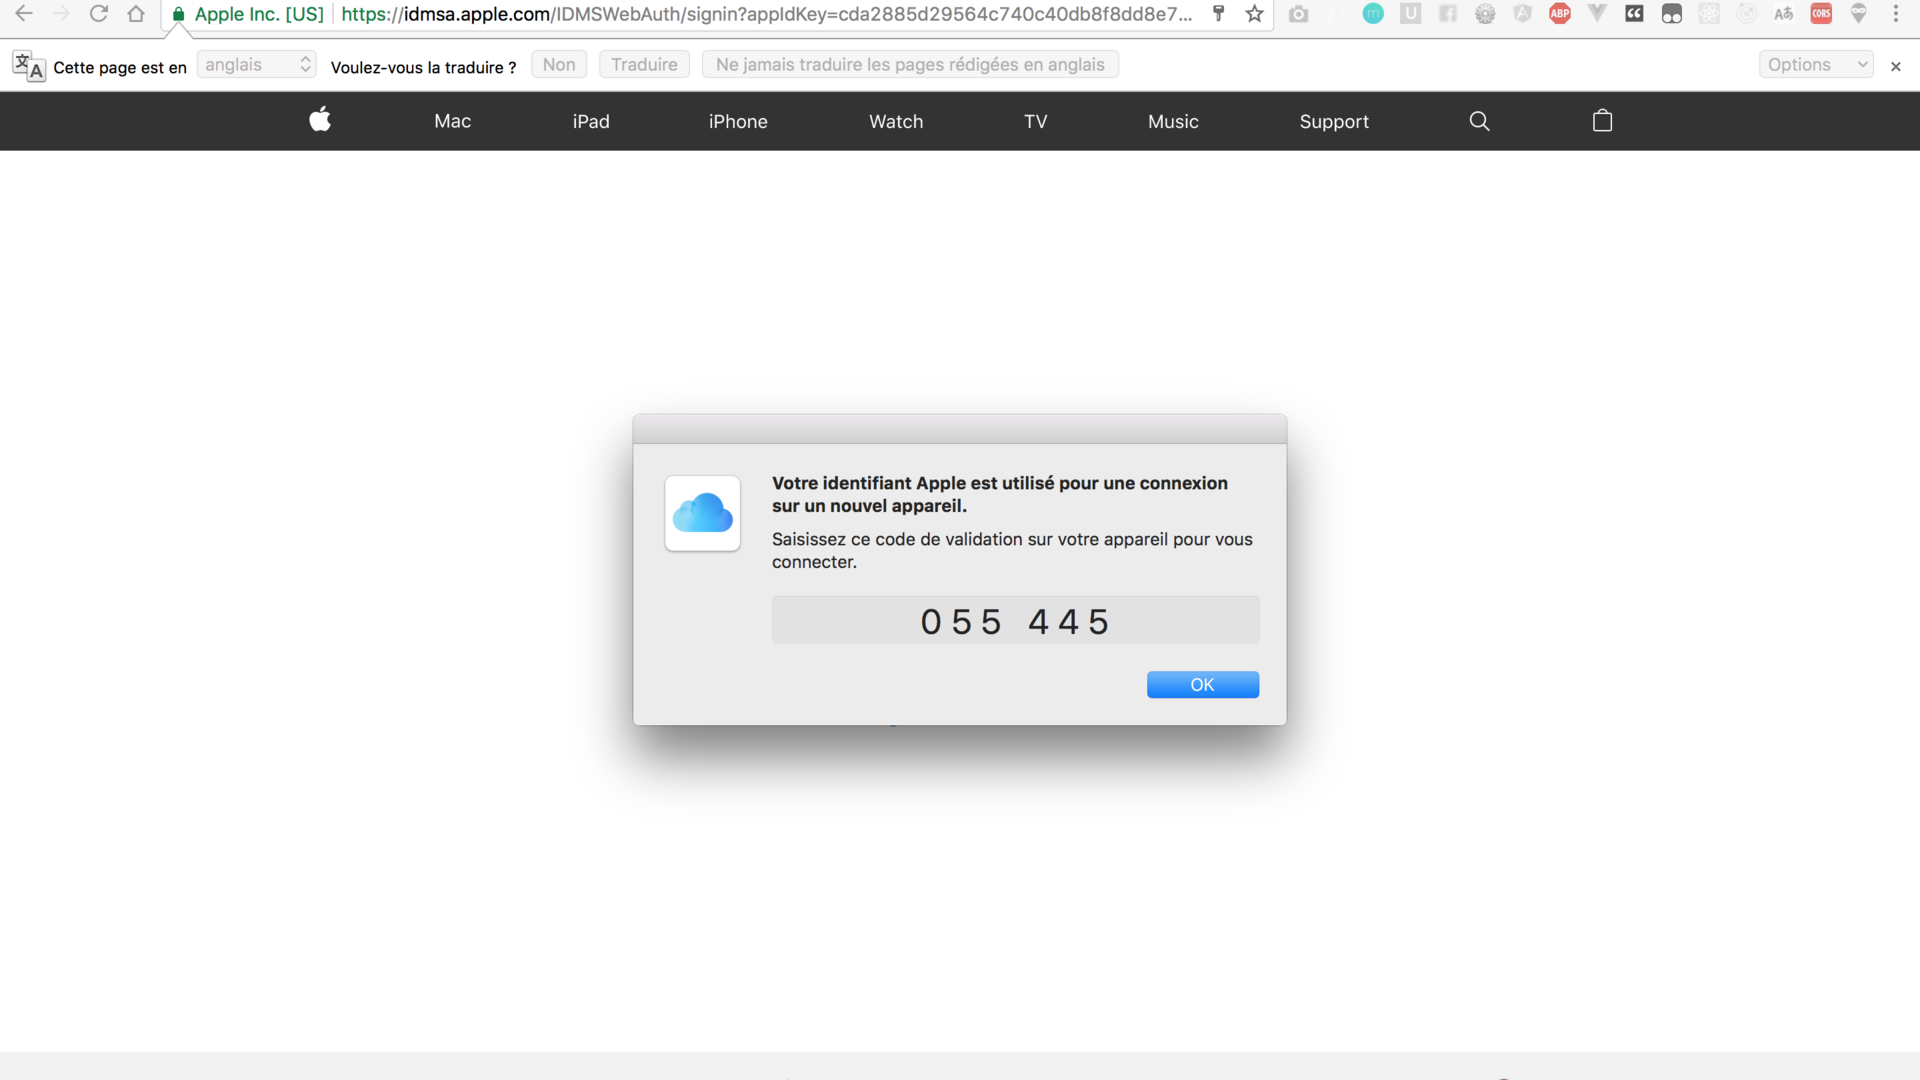 Apple Inc. [US] https://idmsa.apple.com/IDMSWebAuth/signin?appIdKey=cda2885d29564c740c40db8f8dd8e7... m U ABP Aあ CORS
Cette page est en anglais Voulez-vous la traduire ? Non Traduire Ne jamais traduire les pages rédigées en anglais Options
Mac iPad iPhone Watch TV Music Support
Votre identifiant Apple est utilisé pour une connexion
sur un nouvel appareil.
Saisissez ce code de validation sur votre appareil pour vous
connecter.
055 445
OK